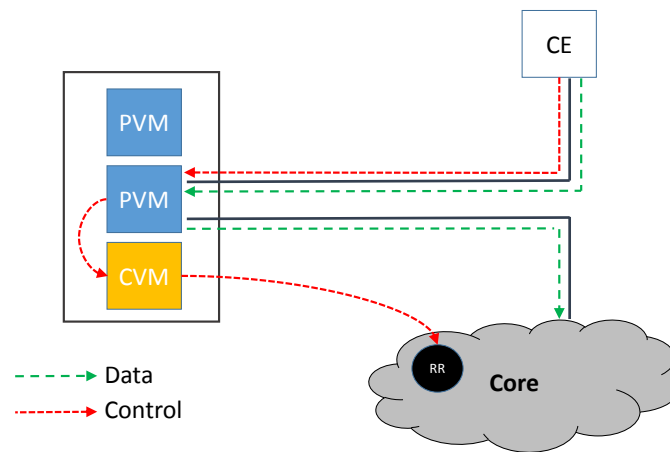 CE
PVM
PVM
CVM
RR
Core
Data
Control